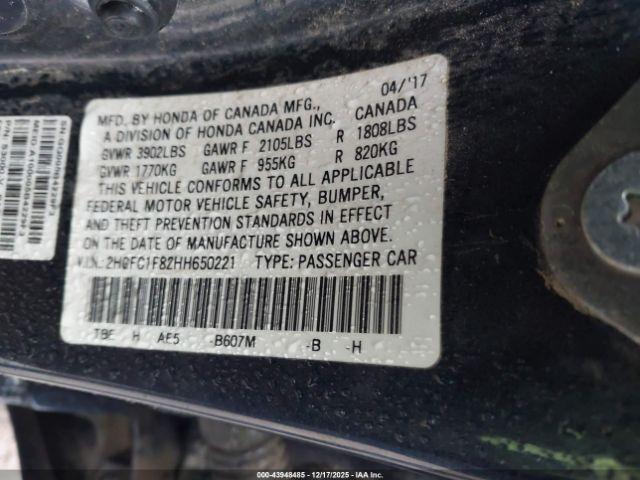 04/'17
MFD. BY HONDA OF CANADA MFG., CANADA
A DIVISION OF HONDA CANADA INC.
GVWR 3902LBS GAWR F 2105LBS R 1808LBS
GVWR 1770KG GAWR F 955KG R 820KG
THIS VEHICLE CONFORMS TO ALL APPLICABLE
FEDERAL MOTOR VEHICLE SAFETY, BUMPER,
AND THEFT PREVENTION STANDARDS IN EFFECT
ON THE DATE OF MANUFACTURE SHOWN ABOVE.
V.I.N.: 2HGFC1F82HH650221 TYPE: PASSENGER CAR
TBE H AE5 -B607M -B -H
000-43948485 - 12/17/2025 - IAA Inc.